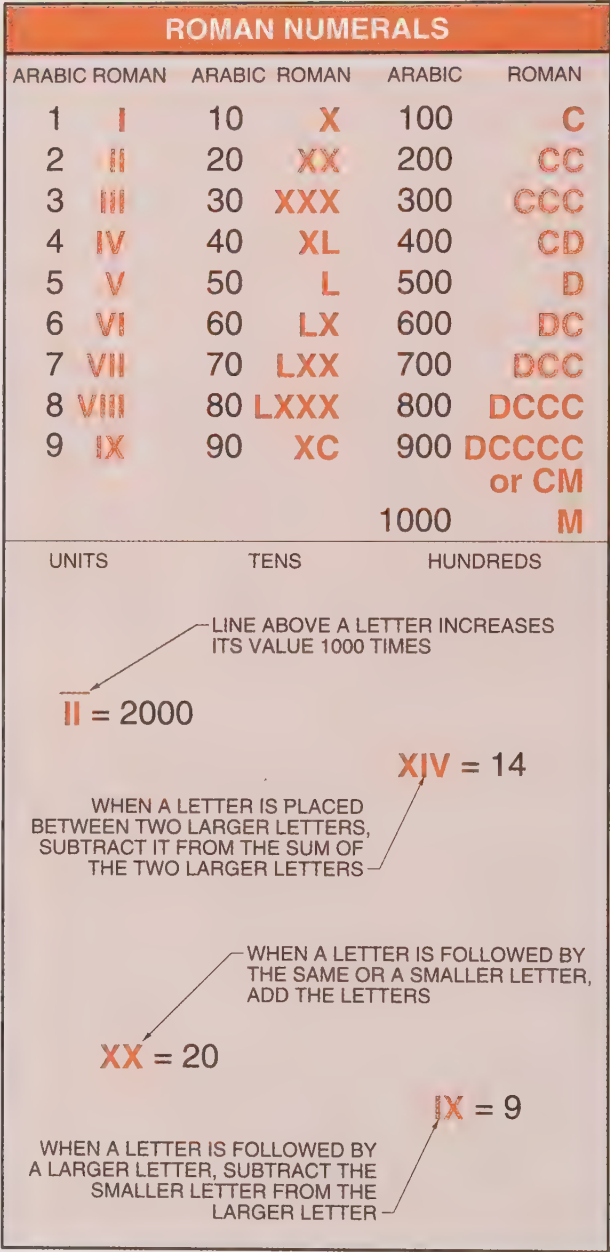 ROMAN NUMERALS
ARABIC ROMAN ARABIC ROMAN ARABIC ROMAN
1 I 10 X 100 C
2 II 20 XX 200 CC
3 III 30 XXX 300 CCC
4 IV 40 XL 400 CD
5 V 50 L 500 D
6 VI 60 LX 600 DC
7 VII 70 LXX 700 DCC
8 VIII 80 LXXX 800 DCCC
9 IX 90 XC 900 DCCCC
or CM
1000 M
UNITS TENS HUNDREDS
LINE ABOVE A LETTER INCREASES
ITS VALUE 1000 TIMES
I̅I̅ = 2000
XIV = 14
WHEN A LETTER IS PLACED
BETWEEN TWO LARGER LETTERS,
SUBTRACT IT FROM THE SUM OF
THE TWO LARGER LETTERS
WHEN A LETTER IS FOLLOWED BY
THE SAME OR A SMALLER LETTER,
ADD THE LETTERS
XX = 20
IX = 9
WHEN A LETTER IS FOLLOWED BY
A LARGER LETTER, SUBTRACT THE
SMALLER LETTER FROM THE
LARGER LETTER